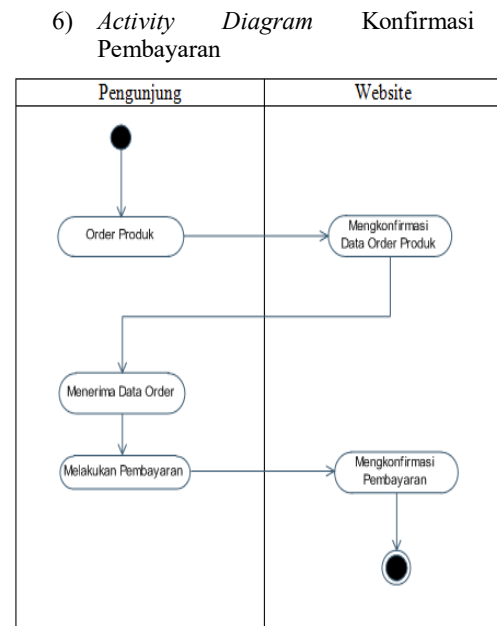 6) Activity Diagram Konfirmasi
Pembayaran
Pengunjung
Website
Order Produk
Mengkonfirmasi
Data Order Produk
Menerima Data Order
Melakukan Pembayaran
Mengkonfirmasi
Pembayaran